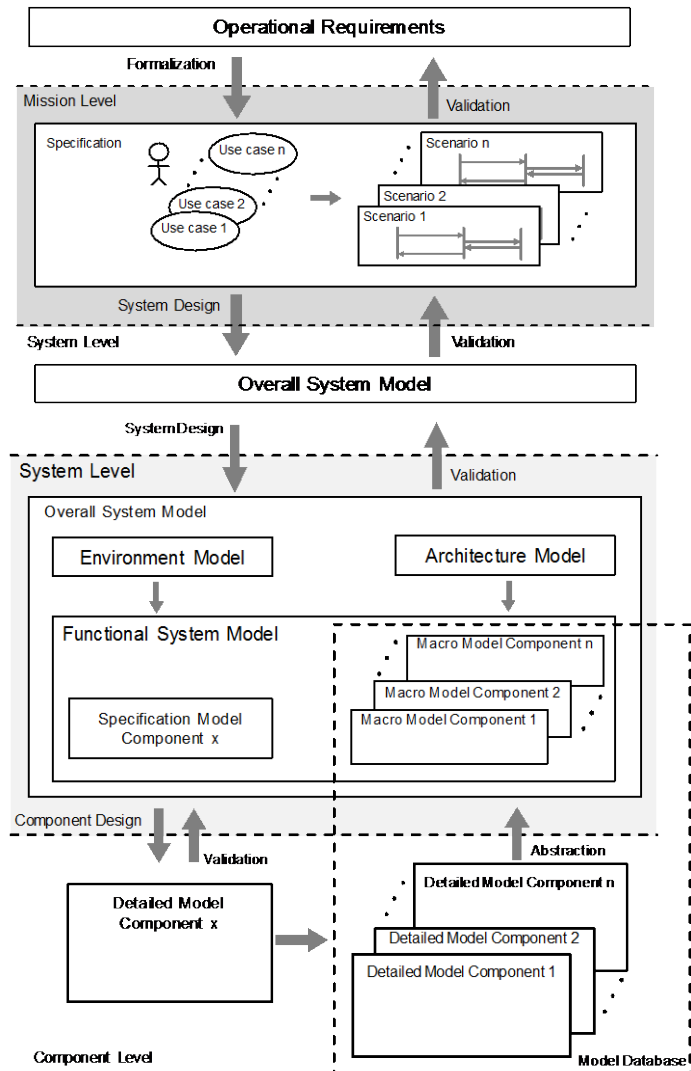 Operational Requirements
Formalization
Mission Level
Validation
Specification
Use case n
Use case 2
Use case 1
Scenario n
Scenario 2
Scenario 1
System Design
System Level
Validation
Overall System Model
System Design
System Level
Validation
Overall System Model
Environment Model
Architecture Model
Functional System Model
Macro Model Component n
Macro Model Component 2
Macro Model Component 1
Specification Model
Component x
Component Design
Validation
Abstraction
Detailed Model
Component x
Detailed Model Component n
Detailed Model Component 2
Detailed Model Component 1
Component Level
Model Database